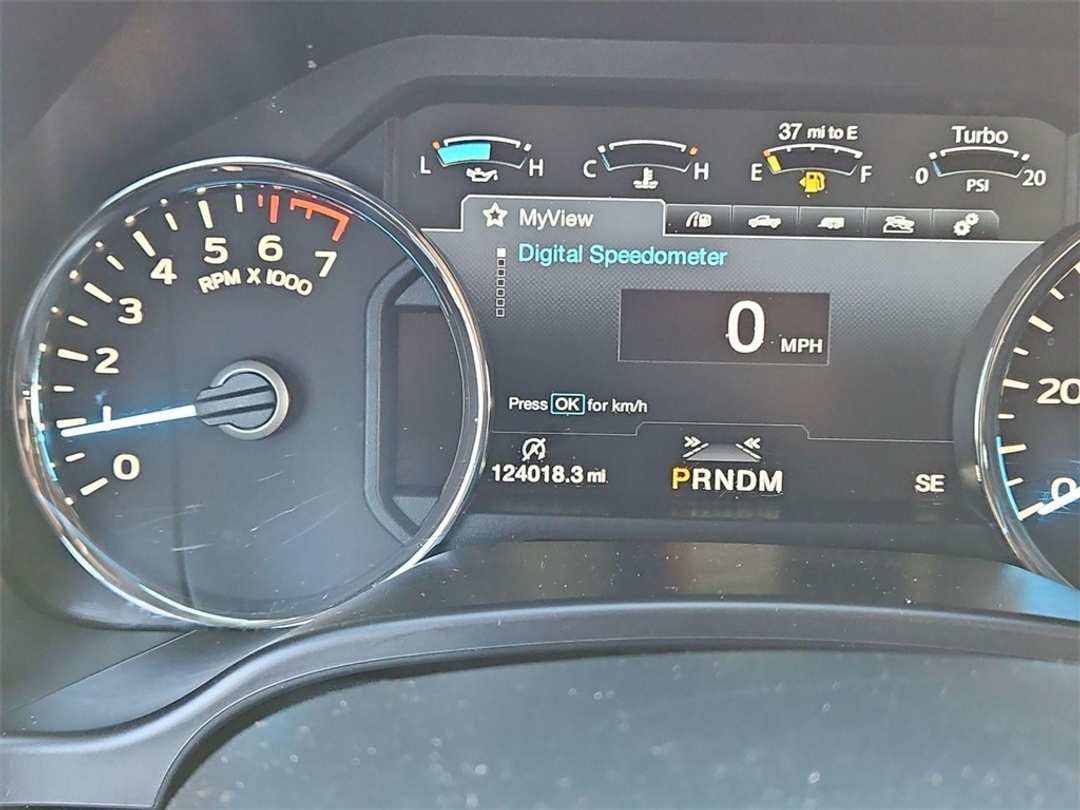 37 mi to E
Turbo
L H
C H
E F
0 PSI 20
MyView
Digital Speedometer
0 MPH
Press OK for km/h
124018.3 mi
PRNDM
SE
0 1 2 3 4 5 6 7
RPM X 1000
20
0